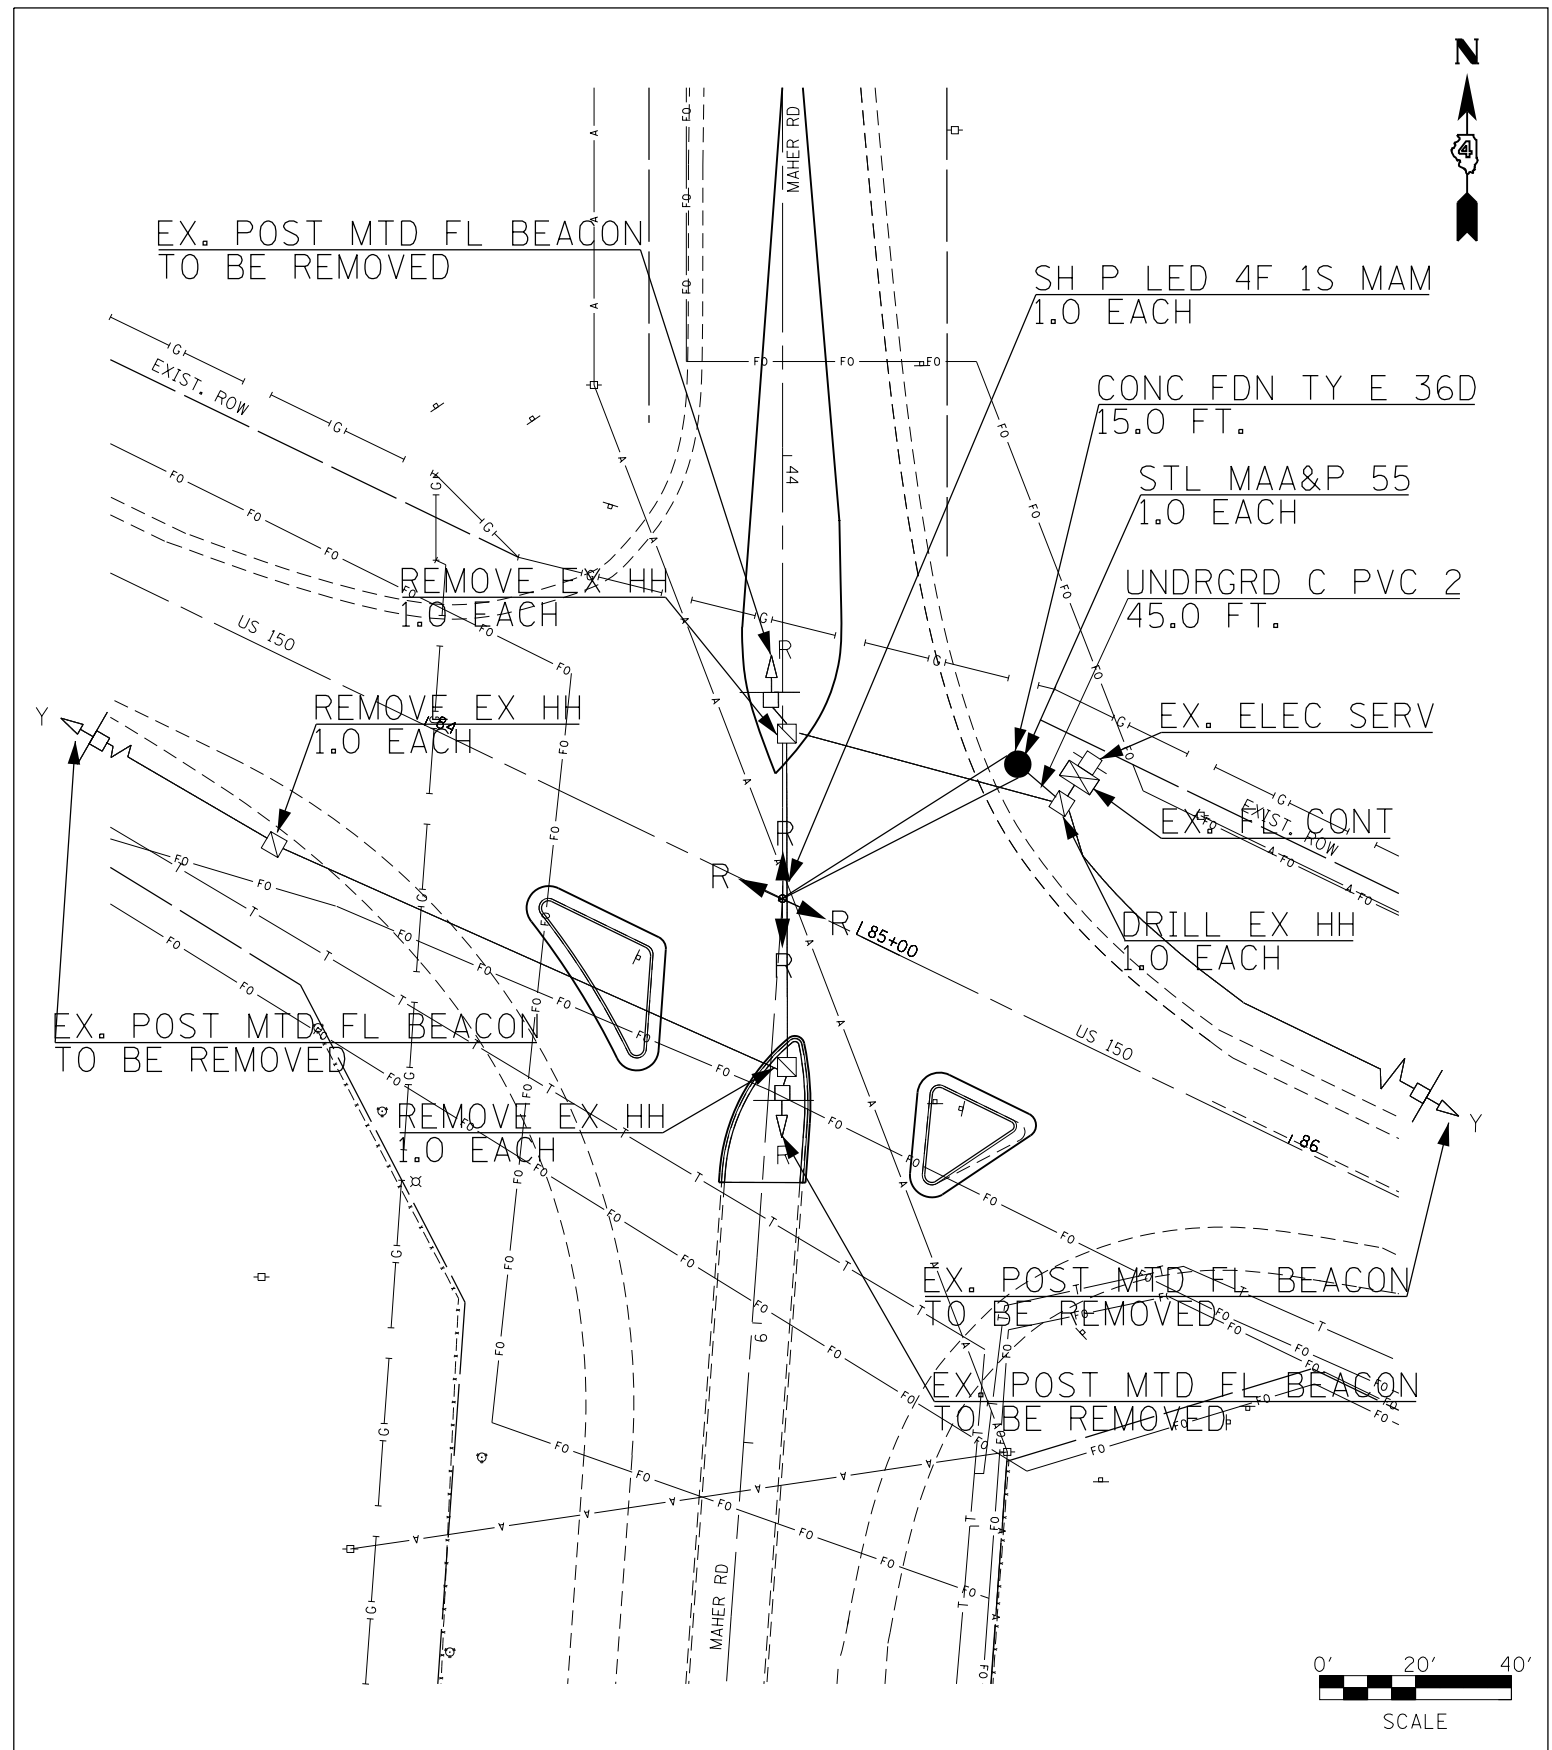 N
4
MAHER RD
EX. POST MTD FL BEACON
TO BE REMOVED
SH P LED 4F 1S MAM
1.0 EACH
EXIST. ROW
CONC FDN TY E 36D
15.0 FT.
44
STL MAA&P 55
1.0 EACH
REMOVE EX HH
1.0 EACH
UNDRGRD C PVC 2
45.0 FT.
US 150
R
REMOVE EX HH
1.0 EACH
84
Y
EX. ELEC SERV
EX. FL CONT
EXIST. ROW
R
R
R
R
85+00
DRILL EX HH
1.0 EACH
EX. POST MTD FL BEACON
TO BE REMOVED
US 150
REMOVE EX HH
1.0 EACH
R
Y
86
EX. POST MTD FL BEACON
TO BE REMOVED
6
EX. POST MTD FL BEACON
TO BE REMOVED
MAHER RD
0' 20' 40'
SCALE